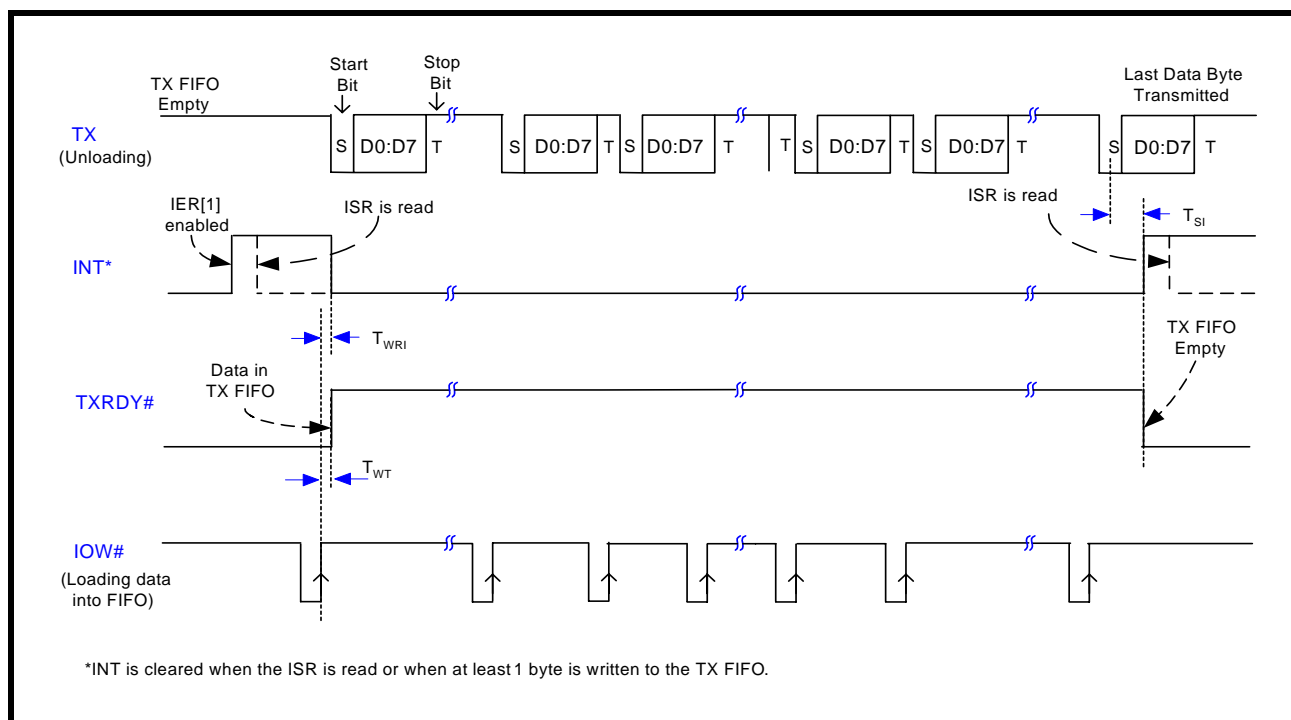 TX FIFO
Empty
Start
Bit
Stop
Bit
Last Data Byte
Transmitted
TX
(Unloading)
S D0:D7 T S D0:D7 T S D0:D7 T T S D0:D7 T S D0:D7 T S D0:D7 T
IER[1]
enabled
ISR is read
ISR is read
TSI
INT*
TWRI
TX FIFO
Empty
Data in
TX FIFO
TXRDY#
TWT
IOW#
(Loading data
into FIFO)
*INT is cleared when the ISR is read or when at least 1 byte is written to the TX FIFO.